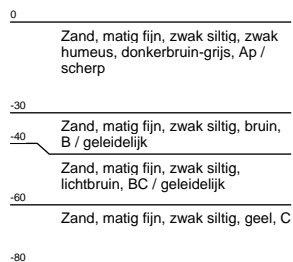 0
Zand, matig fijn, zwak siltig, zwak
humeus, donkerbruin-grijs, Ap /
scherp
-30
Zand, matig fijn, zwak siltig, bruin,
B / geleidelijk
-40
Zand, matig fijn, zwak siltig,
lichtbruin, BC / geleidelijk
-60
Zand, matig fijn, zwak siltig, geel, C
-80